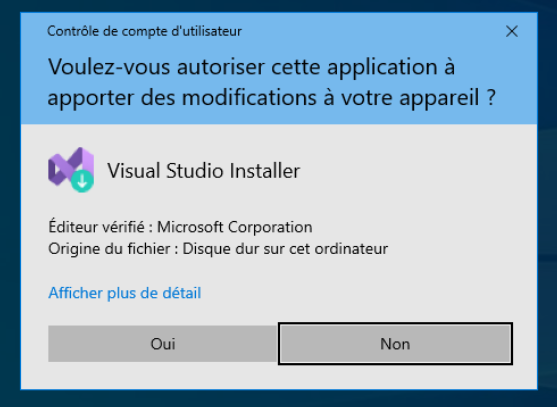 Contrôle de compte d'utilisateur
Voulez-vous autoriser cette application à
apporter des modifications à votre appareil ?
Visual Studio Installer
Éditeur vérifié : Microsoft Corporation
Origine du fichier : Disque dur sur cet ordinateur
Afficher plus de détail
Oui
Non